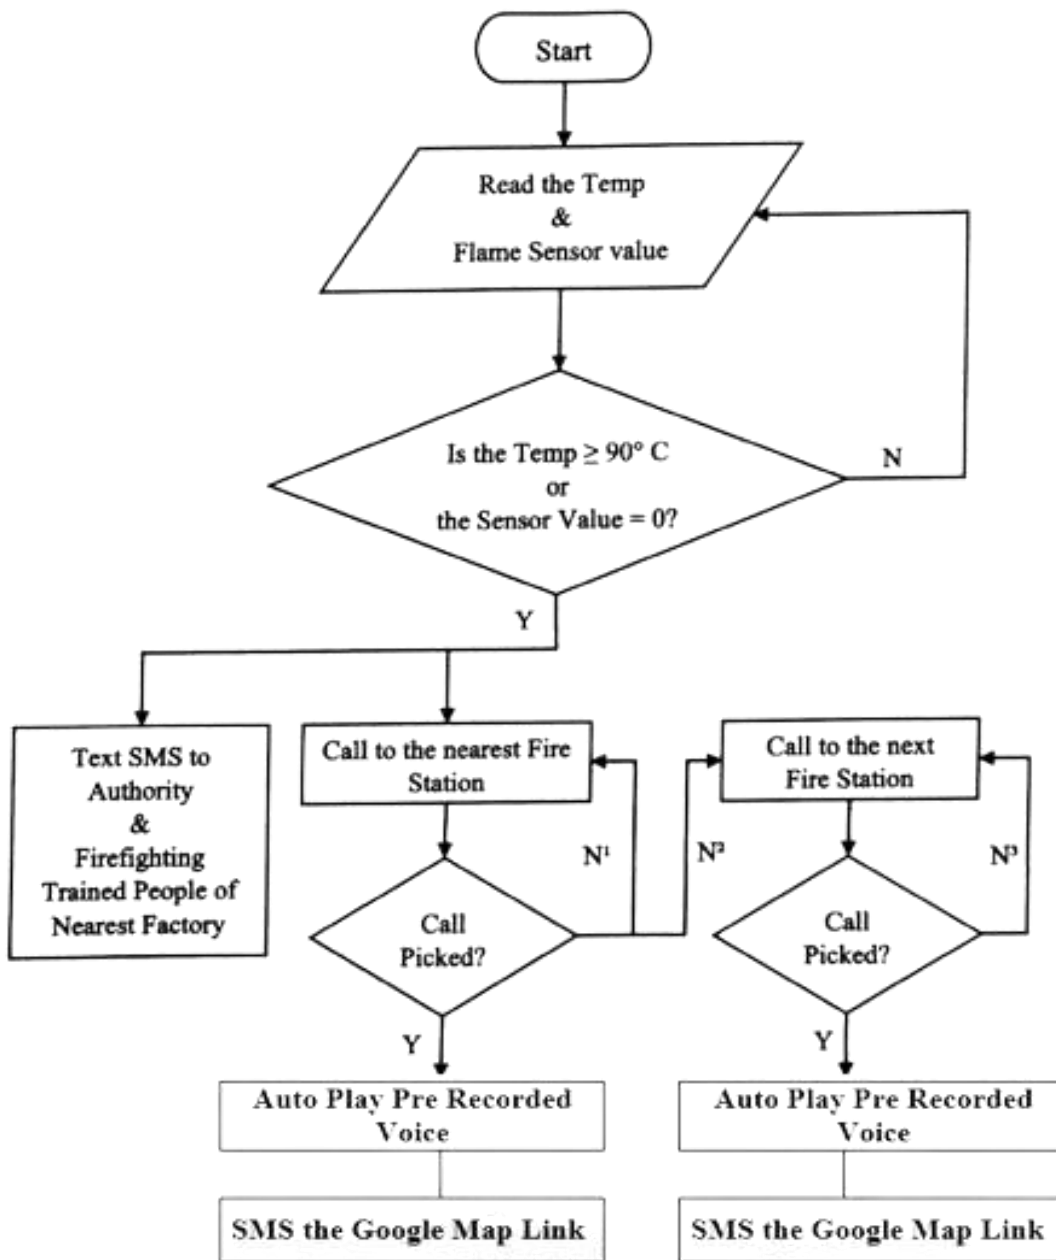 Start
Read the Temp
&
Flame Sensor value
Is the Temp ≥ 90° C
or
the Sensor Value = 0?
N
Y
Text SMS to
Authority
&
Firefighting
Trained People of
Nearest Factory
Call to the nearest Fire
Station
N¹
N²
Call
Picked?
Y
Auto Play Pre Recorded
Voice
SMS the Google Map Link
Call to the next
Fire Station
N³
Call
Picked?
Y
Auto Play Pre Recorded
Voice
SMS the Google Map Link